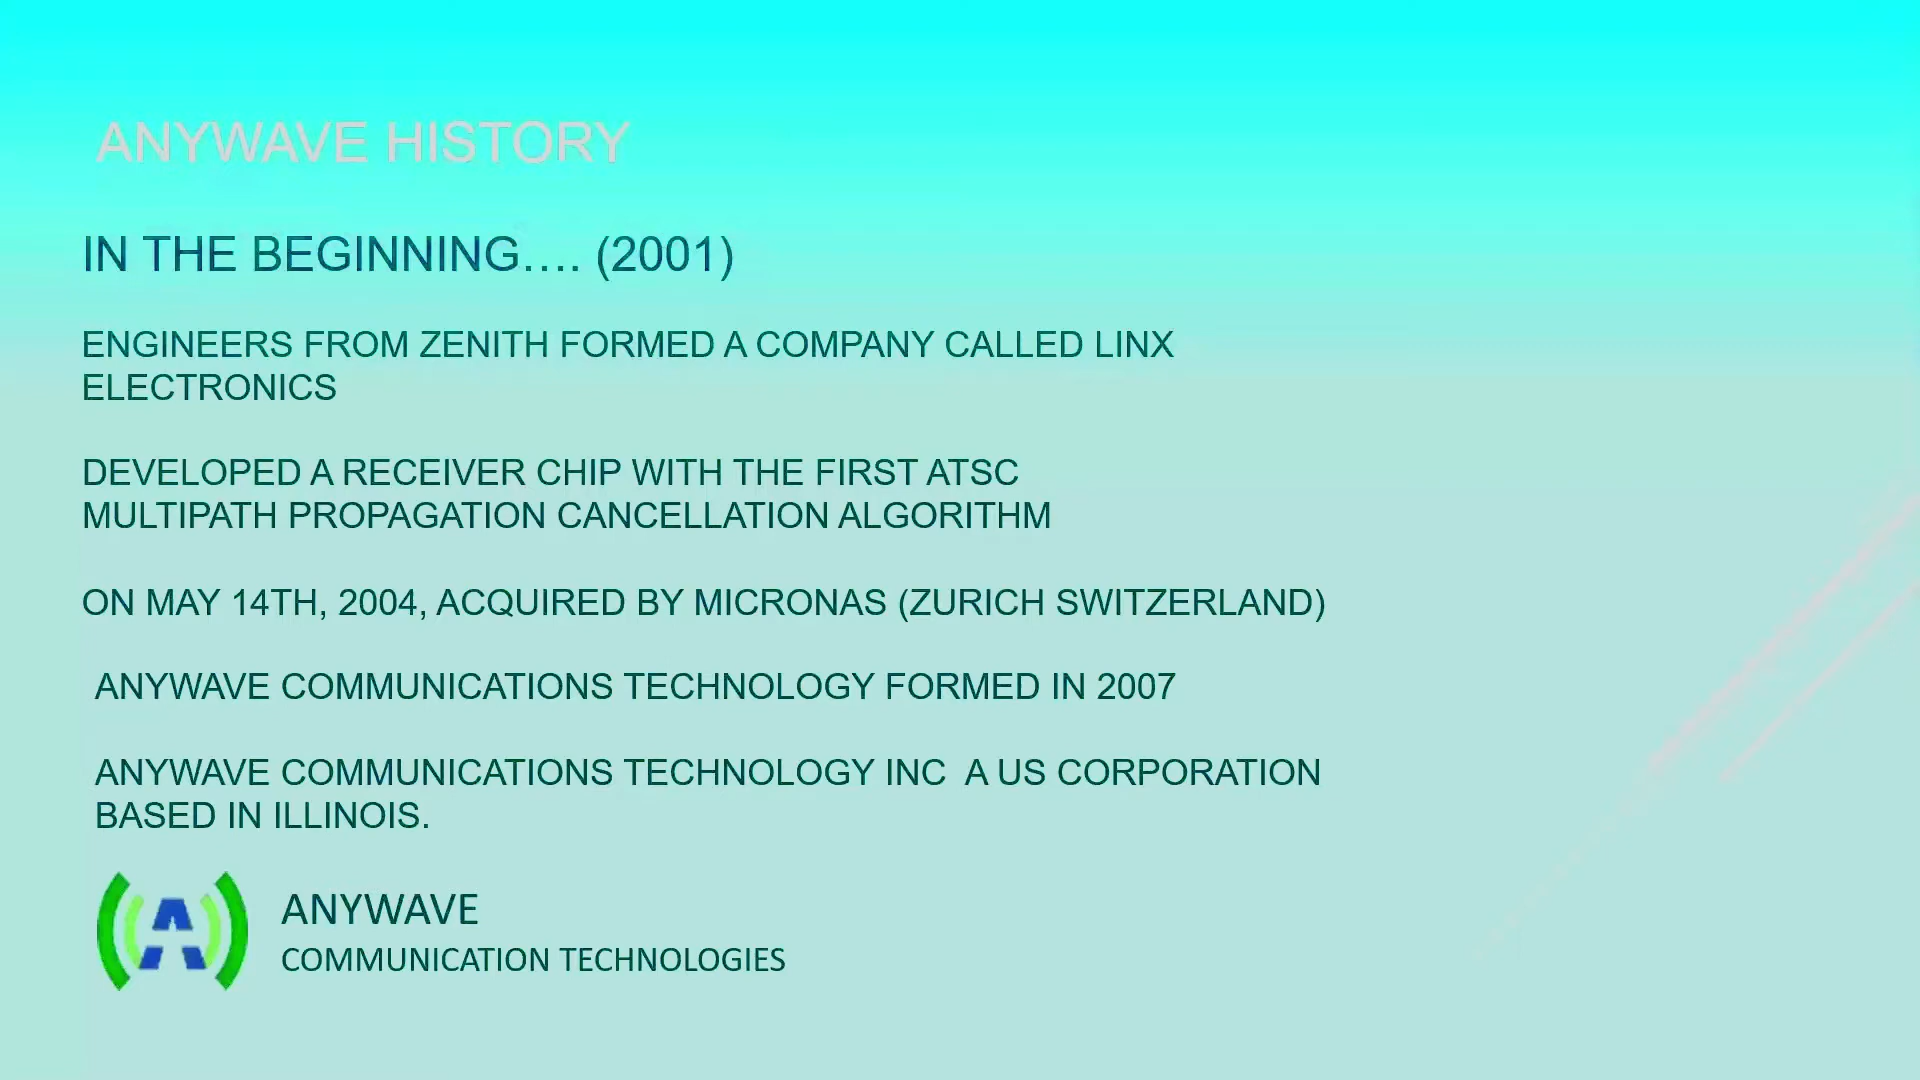 ANYWAVE HISTORY
IN THE BEGINNING…. (2001)
ENGINEERS FROM ZENITH FORMED A COMPANY CALLED LINX
ELECTRONICS
DEVELOPED A RECEIVER CHIP WITH THE FIRST ATSC
MULTIPATH PROPAGATION CANCELLATION ALGORITHM
ON MAY 14TH, 2004, ACQUIRED BY MICRONAS (ZURICH SWITZERLAND)
ANYWAVE COMMUNICATIONS TECHNOLOGY FORMED IN 2007
ANYWAVE COMMUNICATIONS TECHNOLOGY INC  A US CORPORATION
BASED IN ILLINOIS.
A
ANYWAVE
COMMUNICATION TECHNOLOGIES